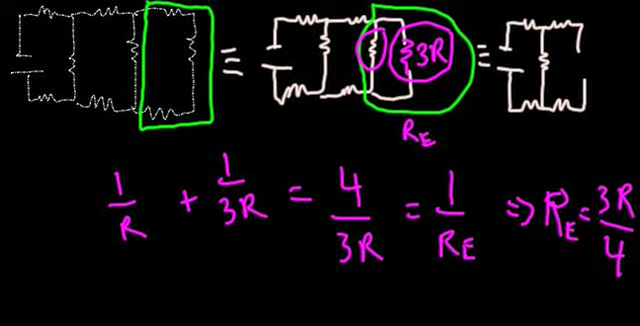 ≡ 3R ≡
R_E
1/R + 1/3R = 4/3R = 1/R_E ⇒ R_E = 3R/4